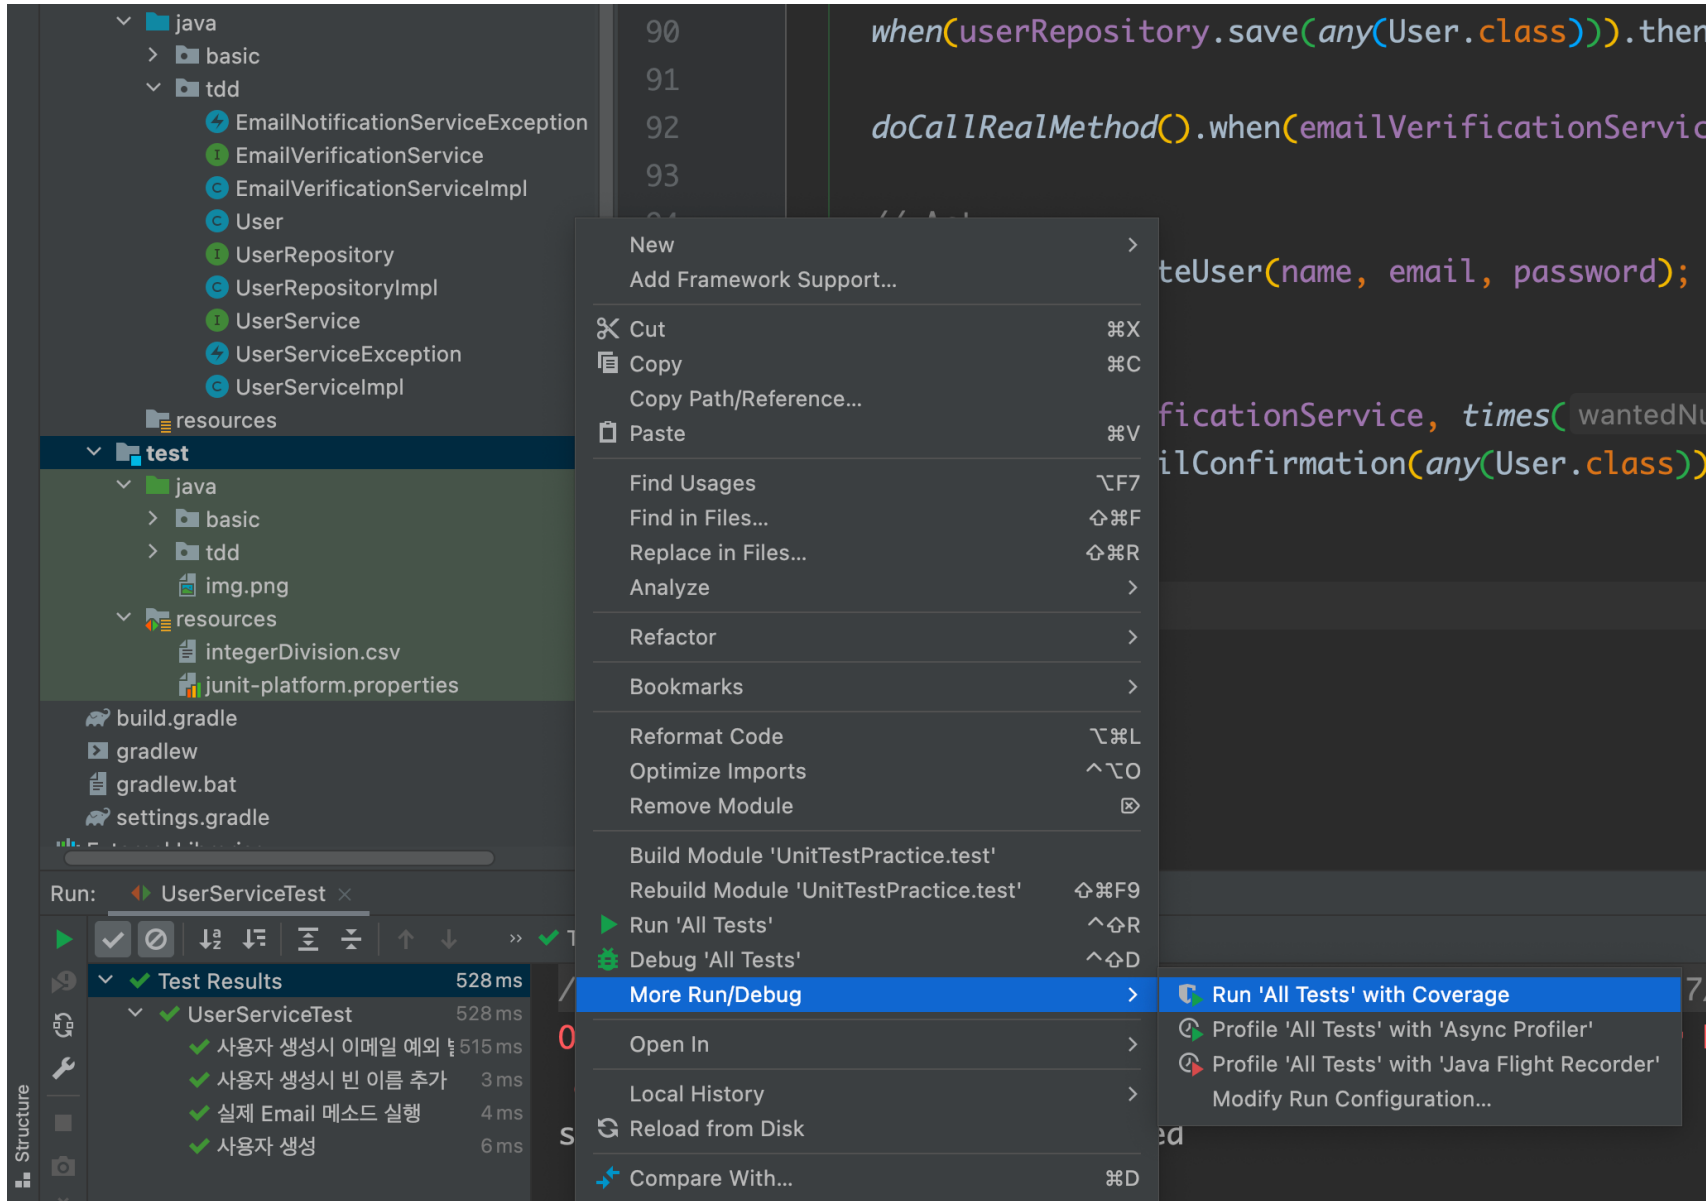 java
basic
tdd
EmailNotificationServiceException
EmailVerificationService
EmailVerificationServiceImpl
User
UserRepository
UserRepositoryImpl
UserService
UserServiceException
UserServiceImpl
resources
test
java
basic
tdd
img.png
resources
integerDivision.csv
junit-platform.properties
build.gradle
gradlew
gradlew.bat
settings.gradle
90
91
92
93
when(userRepository.save(any(User.class))).then
doCallRealMethod().when(emailVerificationServic
teUser(name, email, password);
ficationService, times( wantedNu
ilConfirmation(any(User.class))
New
Add Framework Support...
Cut ⌘X
Copy ⌘C
Copy Path/Reference...
Paste ⌘V
Find Usages ⌥F7
Find in Files... ⇧⌘F
Replace in Files... ⇧⌘R
Analyze
Refactor
Bookmarks
Reformat Code ⌥⌘L
Optimize Imports ^⌥O
Remove Module ⌦
Build Module 'UnitTestPractice.test'
Rebuild Module 'UnitTestPractice.test' ⇧⌘F9
Run 'All Tests' ^⇧R
Debug 'All Tests' ^⇧D
More Run/Debug
Open In
Local History
Reload from Disk
Compare With... ⌘D
Run 'All Tests' with Coverage
Profile 'All Tests' with 'Async Profiler'
Profile 'All Tests' with 'Java Flight Recorder'
Modify Run Configuration...
Run: UserServiceTest
Test Results 528 ms
UserServiceTest 528 ms
사용자 생성시 이메일 예외 515 ms
사용자 생성시 빈 이름 추가 3 ms
실제 Email 메소드 실행 4 ms
사용자 생성 6 ms
Structure